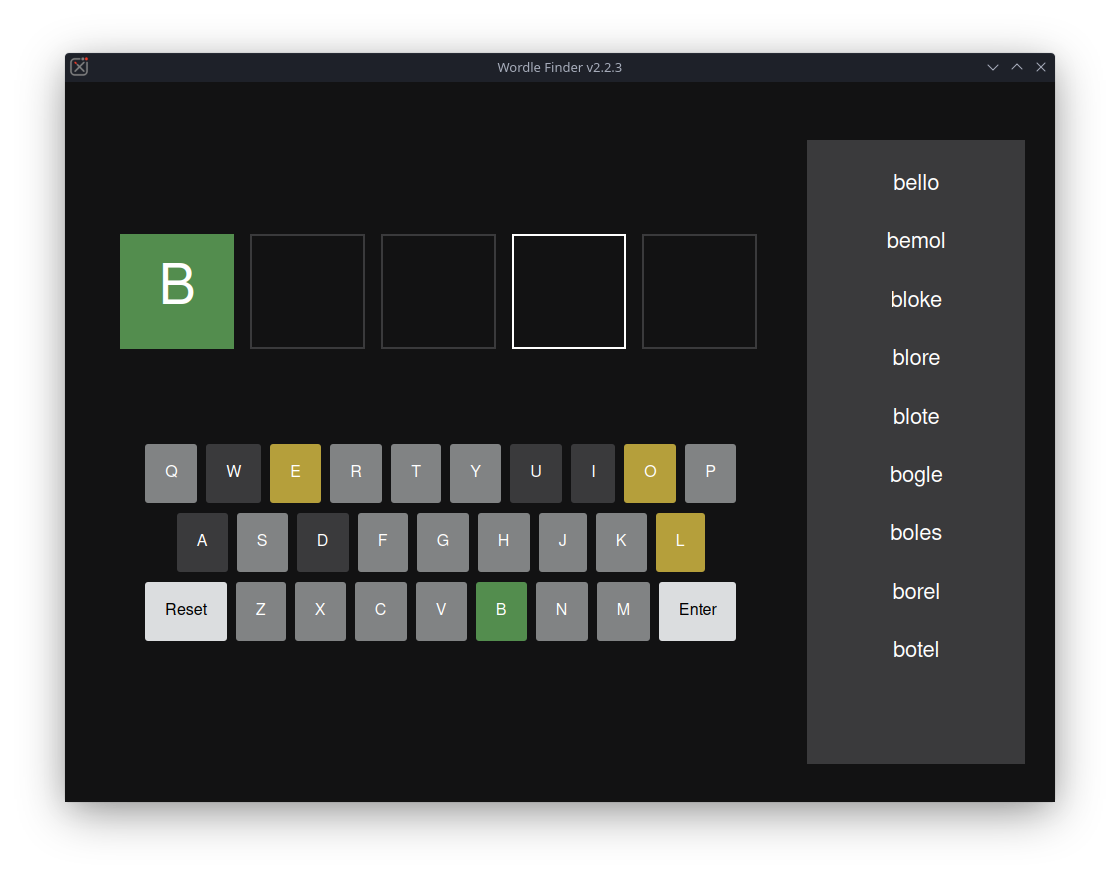 Wordle Finder v2.2.3
B
Q W E R T Y U I O P
A S D F G H J K L
Reset Z X C V B N M Enter
bello
bemol
bloke
blore
blote
bogle
boles
borel
botel